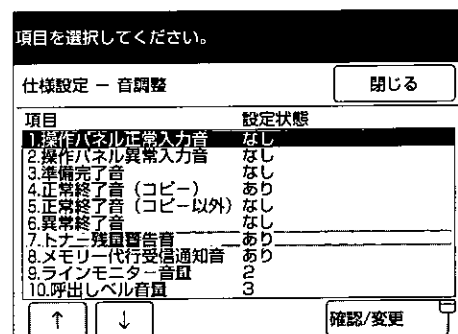 項目を選択してください。
仕様設定 － 音調整
閉じる
項目 設定状態
1.操作パネル正常入力音 なし
2.操作パネル異常入力音 なし
3.準備完了音 なし
4.正常終了音（コピー） あり
5.正常終了音（コピー以外） なし
6.異常終了音 なし
7.トナー残量警告音 あり
8.メモリー代行受信通知音 あり
9.ラインモニター音量 2
10.呼出しベル音量 3
↑ ↓ 確認/変更